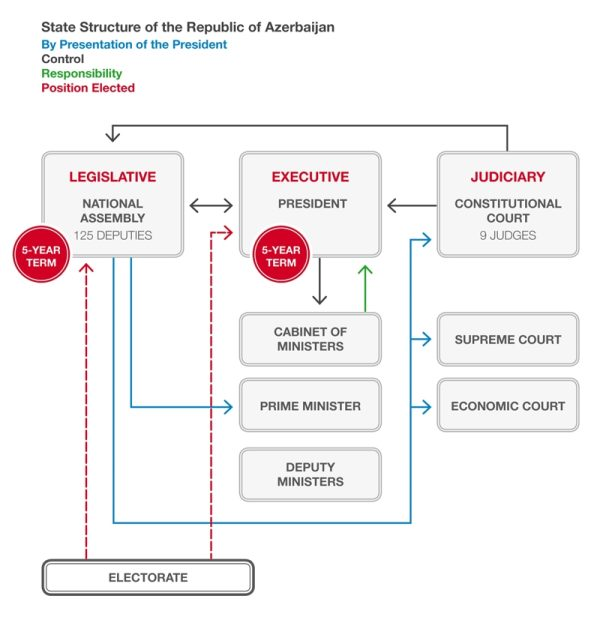 State Structure of the Republic of Azerbaijan
By Presentation of the President
Control
Responsibility
Position Elected
LEGISLATIVE
NATIONAL
ASSEMBLY
125 DEPUTIES
5-YEAR
TERM
EXECUTIVE
PRESIDENT
5-YEAR
TERM
JUDICIARY
CONSTITUTIONAL
COURT
9 JUDGES
CABINET OF
MINISTERS
SUPREME COURT
PRIME MINISTER
ECONOMIC COURT
DEPUTY
MINISTERS
ELECTORATE